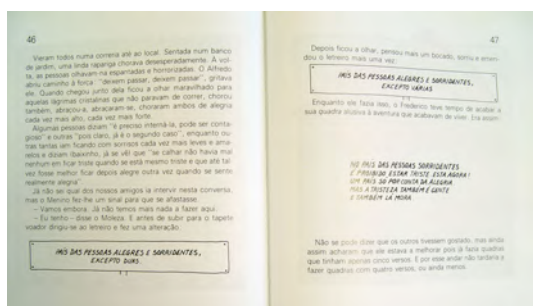 46
Vieram todos numa correria até ao local. Sentada num banco
de jardim, uma linda rapariga chorava desesperadamente. À vol-
ta, as pessoas olhavam-na espantadas e horrorizadas. O Alfredo
abriu caminho à força: "deixem passar, deixem passar", gritava
ele. Quando chegou junto dela ficou a olhar maravilhado para
aquelas lágrimas cristalinas que não paravam de correr, chorou
também, abraçou-a, abraçaram-se, choraram ambos de alegria
cada vez mais alto, cada vez mais forte.
Algumas pessoas diziam "é preciso interná-la, pode ser conta-
gioso" e outras "pois claro, já é o segundo caso", enquanto ou-
tras tantas iam ficando com sorrisos cada vez mais leves e ama-
relos e diziam baixinho, já se vê! que "se calhar não havia mal
nenhum em ficar triste quando se está mesmo triste e que até tal-
vez fosse melhor ficar depois alegre outra vez quando se sente
realmente alegria".
Já não sei qual dos nossos amigos ia intervir nesta conversa,
mas o Menino fez-lhe um sinal para que se afastasse.
– Vamos embora. Já não temos mais nada a fazer aqui.
– Eu tenho – disse o Moleza. E antes de subir para o tapete
voador dirigiu-se ao letreiro e fez uma alteração.
PAÍS DAS PESSOAS ALEGRES E SORRIDENTES,
EXCEPTO DUAS.
47
Depois ficou a olhar, pensou mais um bocado, sorriu e emen-
dou o letreiro mais uma vez:
PAÍS DAS PESSOAS ALEGRES E SORRIDENTES,
EXCEPTO VÁRIAS
Enquanto ele fazia isso, o Frederico teve tempo de acabar a
sua quadra alusiva à aventura que acabavam de viver. Era assim:
NO PAÍS DAS PESSOAS SORRIDENTES
É PROIBIDO ESTAR TRISTE. ESTA AGORA!
UM PAÍS SÓ POR CONTA DA ALEGRIA
MAS A TRISTEZA TAMBÉM É GENTE
E TAMBÉM LÁ MORA.
Não se pode dizer que os outros tivessem gostado, mas ainda
assim acharam que ele estava a melhorar pois já fazia quadras
que tinham apenas cinco versos. E por esse andar não tardaria a
fazer quadras com quatro versos, ou ainda menos.